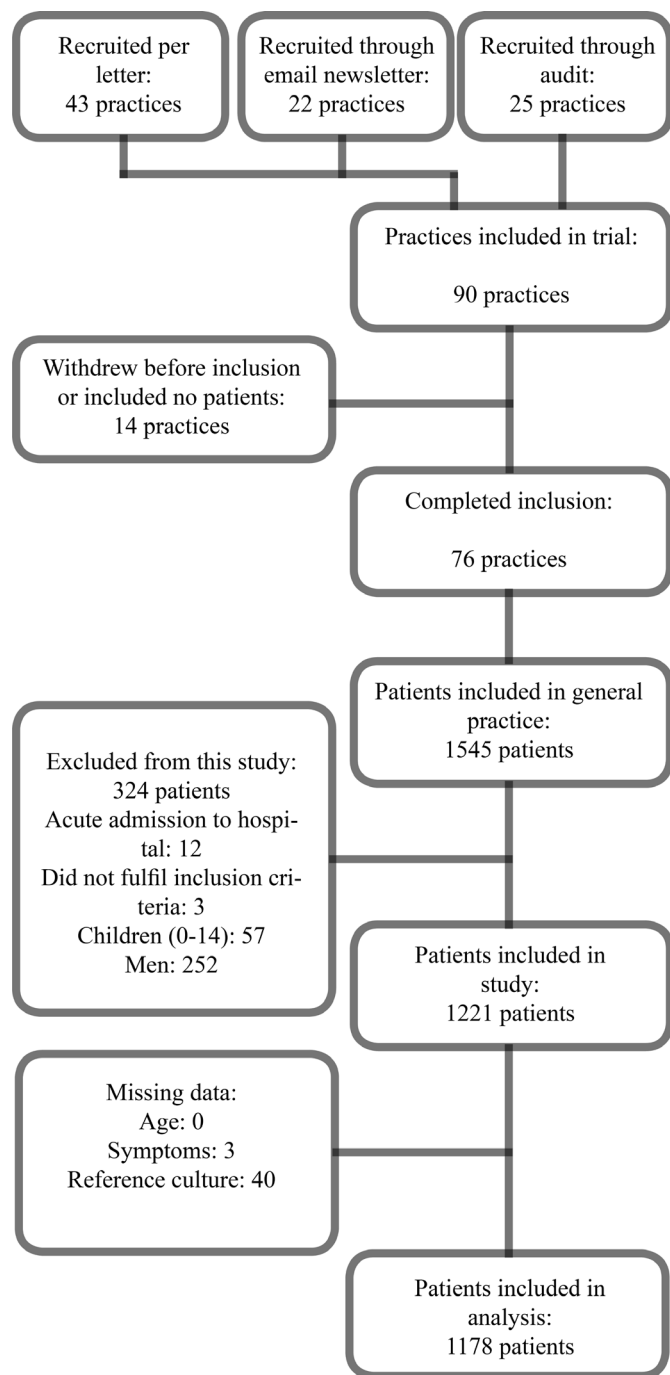 Recruited per
letter:
43 practices
Recruited through
email newsletter:
22 practices
Recruited through
audit:
25 practices
Practices included in trial:
90 practices
Withdrew before inclusion
or included no patients:
14 practices
Completed inclusion:
76 practices
Patients included in general
practice:
1545 patients
Excluded from this study:
324 patients
Acute admission to hospi-
tal: 12
Did not fulfil inclusion cri-
teria: 3
Children (0-14): 57
Men: 252
Patients included in
study:
1221 patients
Missing data:
Age: 0
Symptoms: 3
Reference culture: 40
Patients included in
analysis:
1178 patients